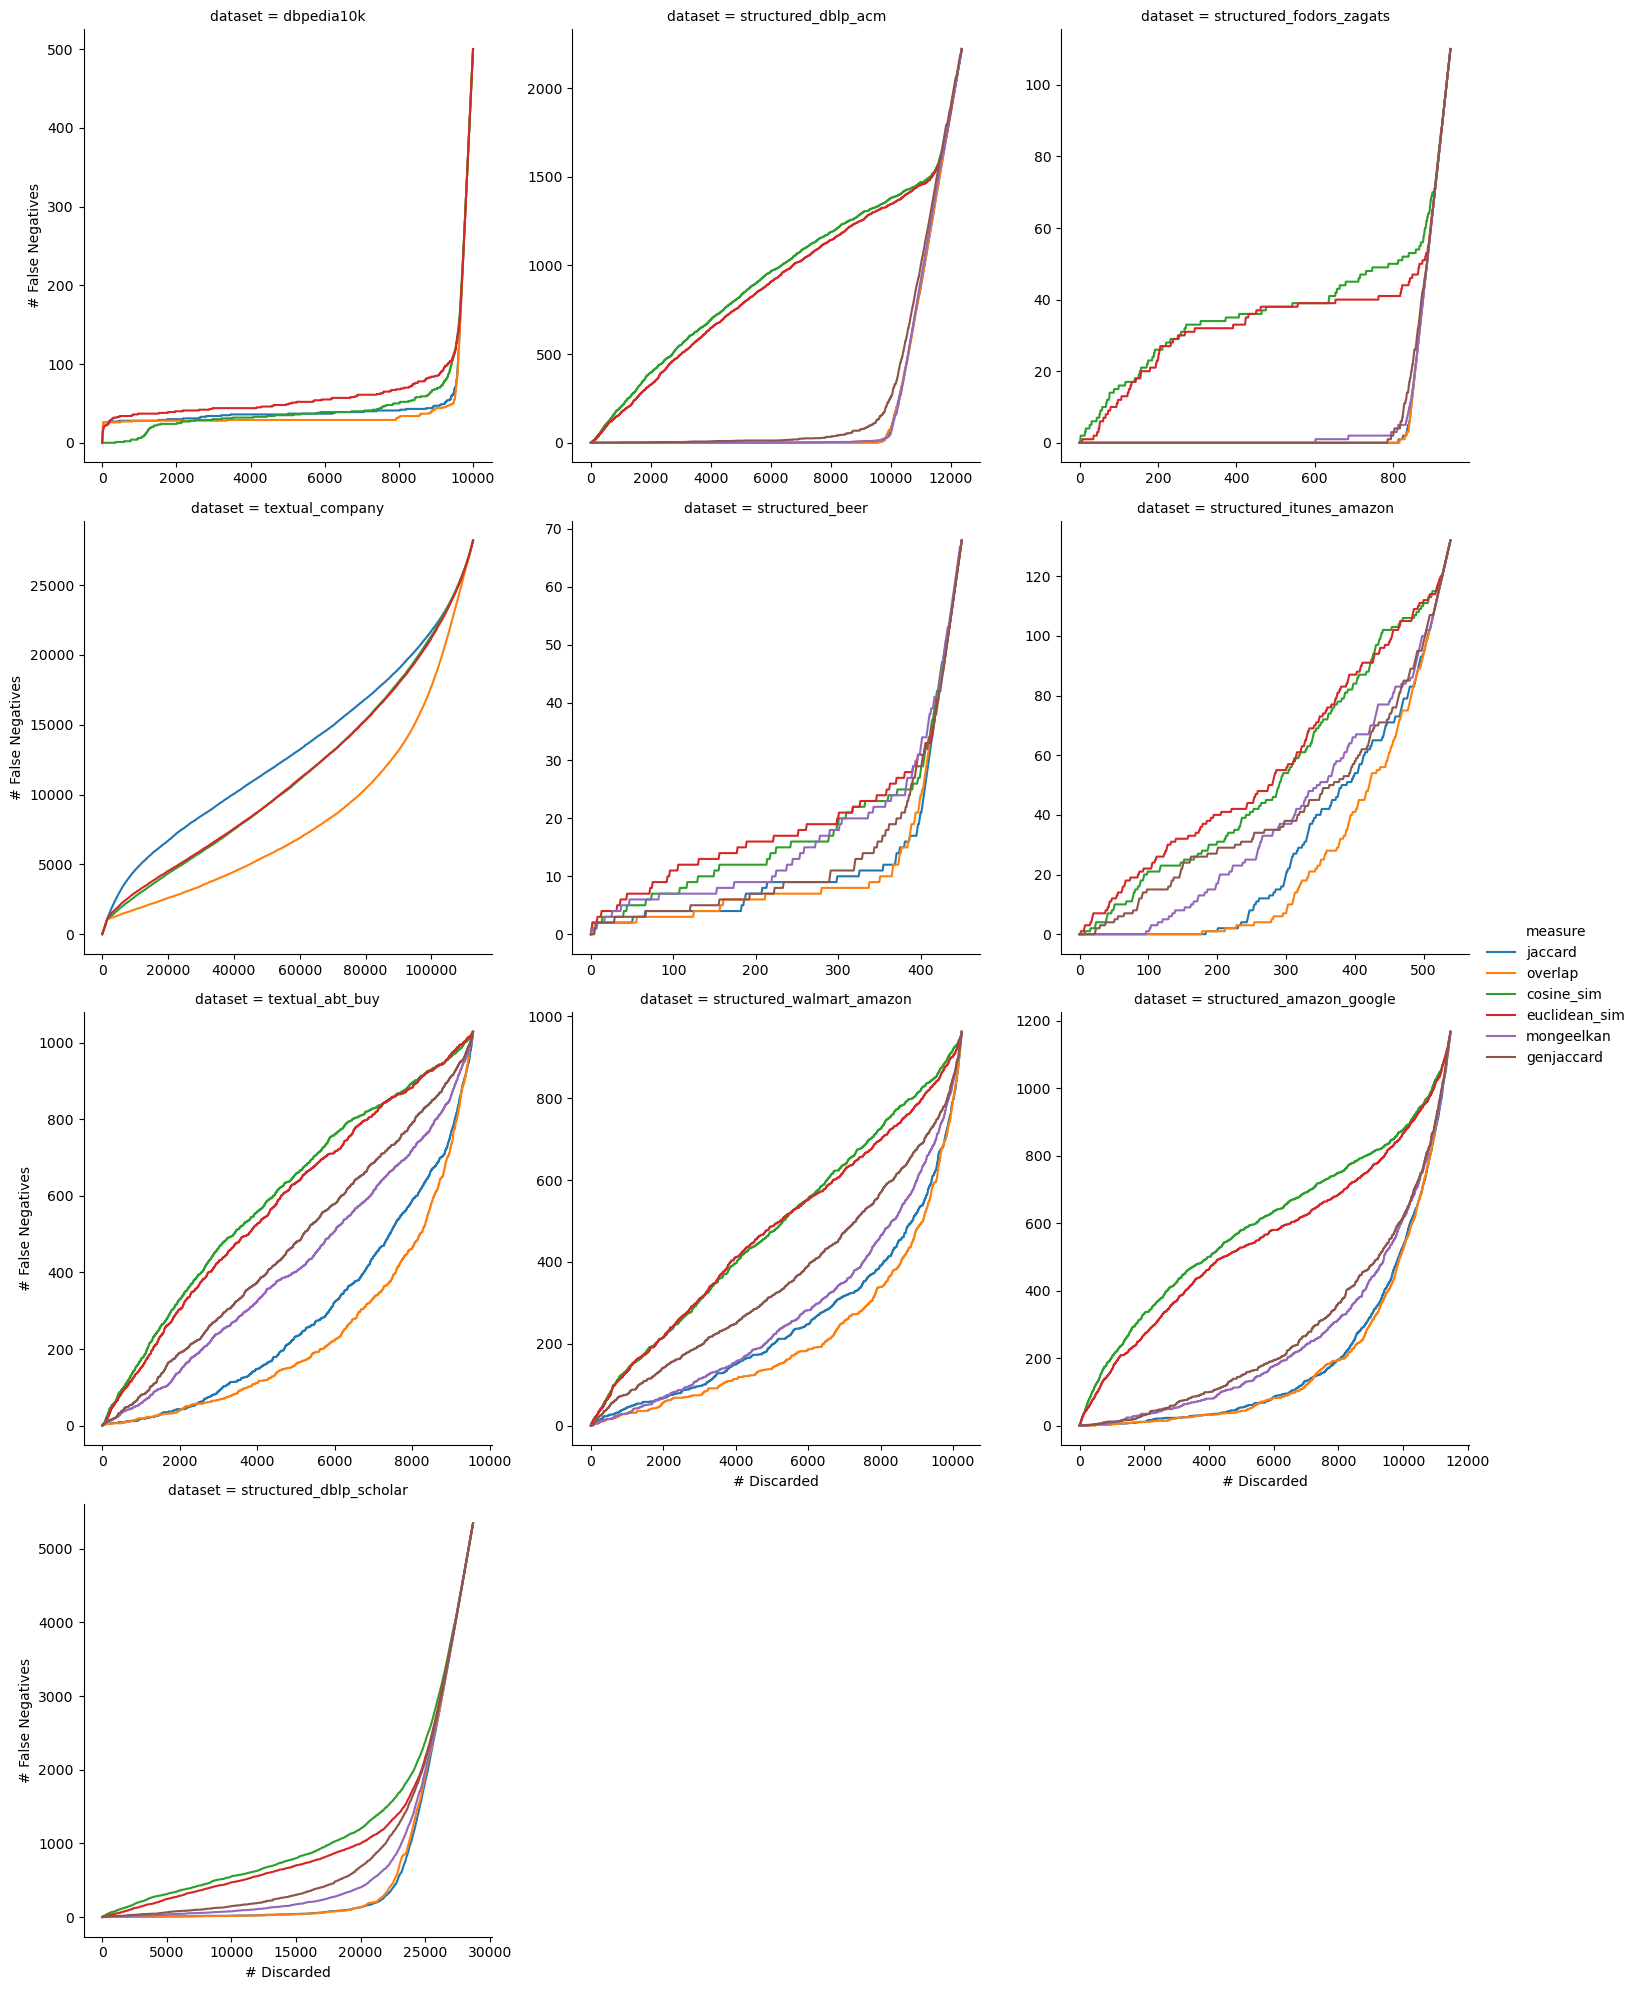 dataset = dbpedia10k
dataset = structured_dblp_acm
dataset = structured_fodors_zagats
500
400
300
200
100
0
# False Negatives
0 2000 4000 6000 8000 10000
2000
1500
1000
500
0
0 2000 4000 6000 8000 10000 12000
100
80
60
40
20
0
0 200 400 600 800
dataset = textual_company
dataset = structured_beer
dataset = structured_itunes_amazon
25000
20000
15000
10000
5000
0
# False Negatives
0 20000 40000 60000 80000 100000
70
60
50
40
30
20
10
0
0 100 200 300 400
120
100
80
60
40
20
0
0 100 200 300 400 500
measure
jaccard
overlap
cosine_sim
euclidean_sim
mongeelkan
genjaccard
dataset = textual_abt_buy
dataset = structured_walmart_amazon
dataset = structured_amazon_google
1000
800
600
400
200
0
# False Negatives
0 2000 4000 6000 8000 10000
1000
800
600
400
200
0
0 2000 4000 6000 8000 10000
# Discarded
1200
1000
800
600
400
200
0
0 2000 4000 6000 8000 10000 12000
# Discarded
dataset = structured_dblp_scholar
5000
4000
3000
2000
1000
0
# False Negatives
0 5000 10000 15000 20000 25000 30000
# Discarded